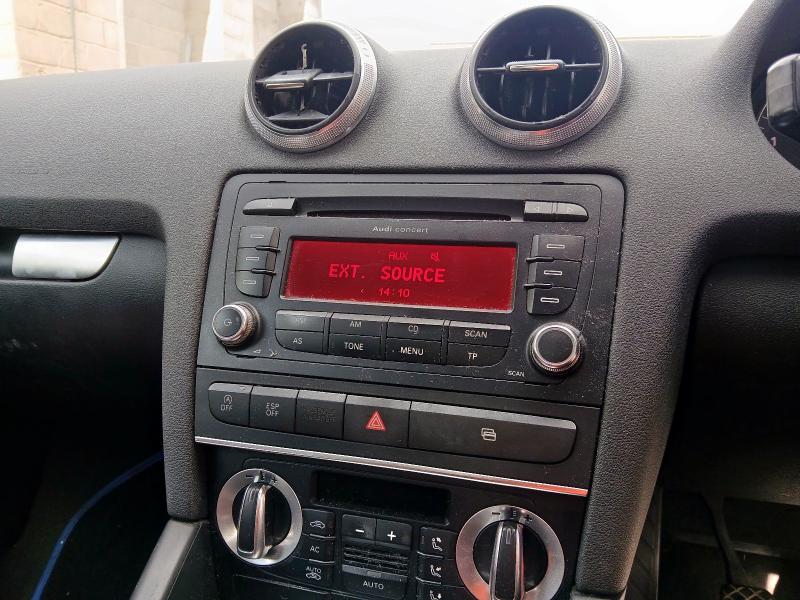 Audi concert
AUX
EXT. SOURCE
14:10
AM
CD
SCAN
AS
TONE
MENU
TP
SCAN
OFF
ESP
OFF
AC
AUTO
AUTO
1